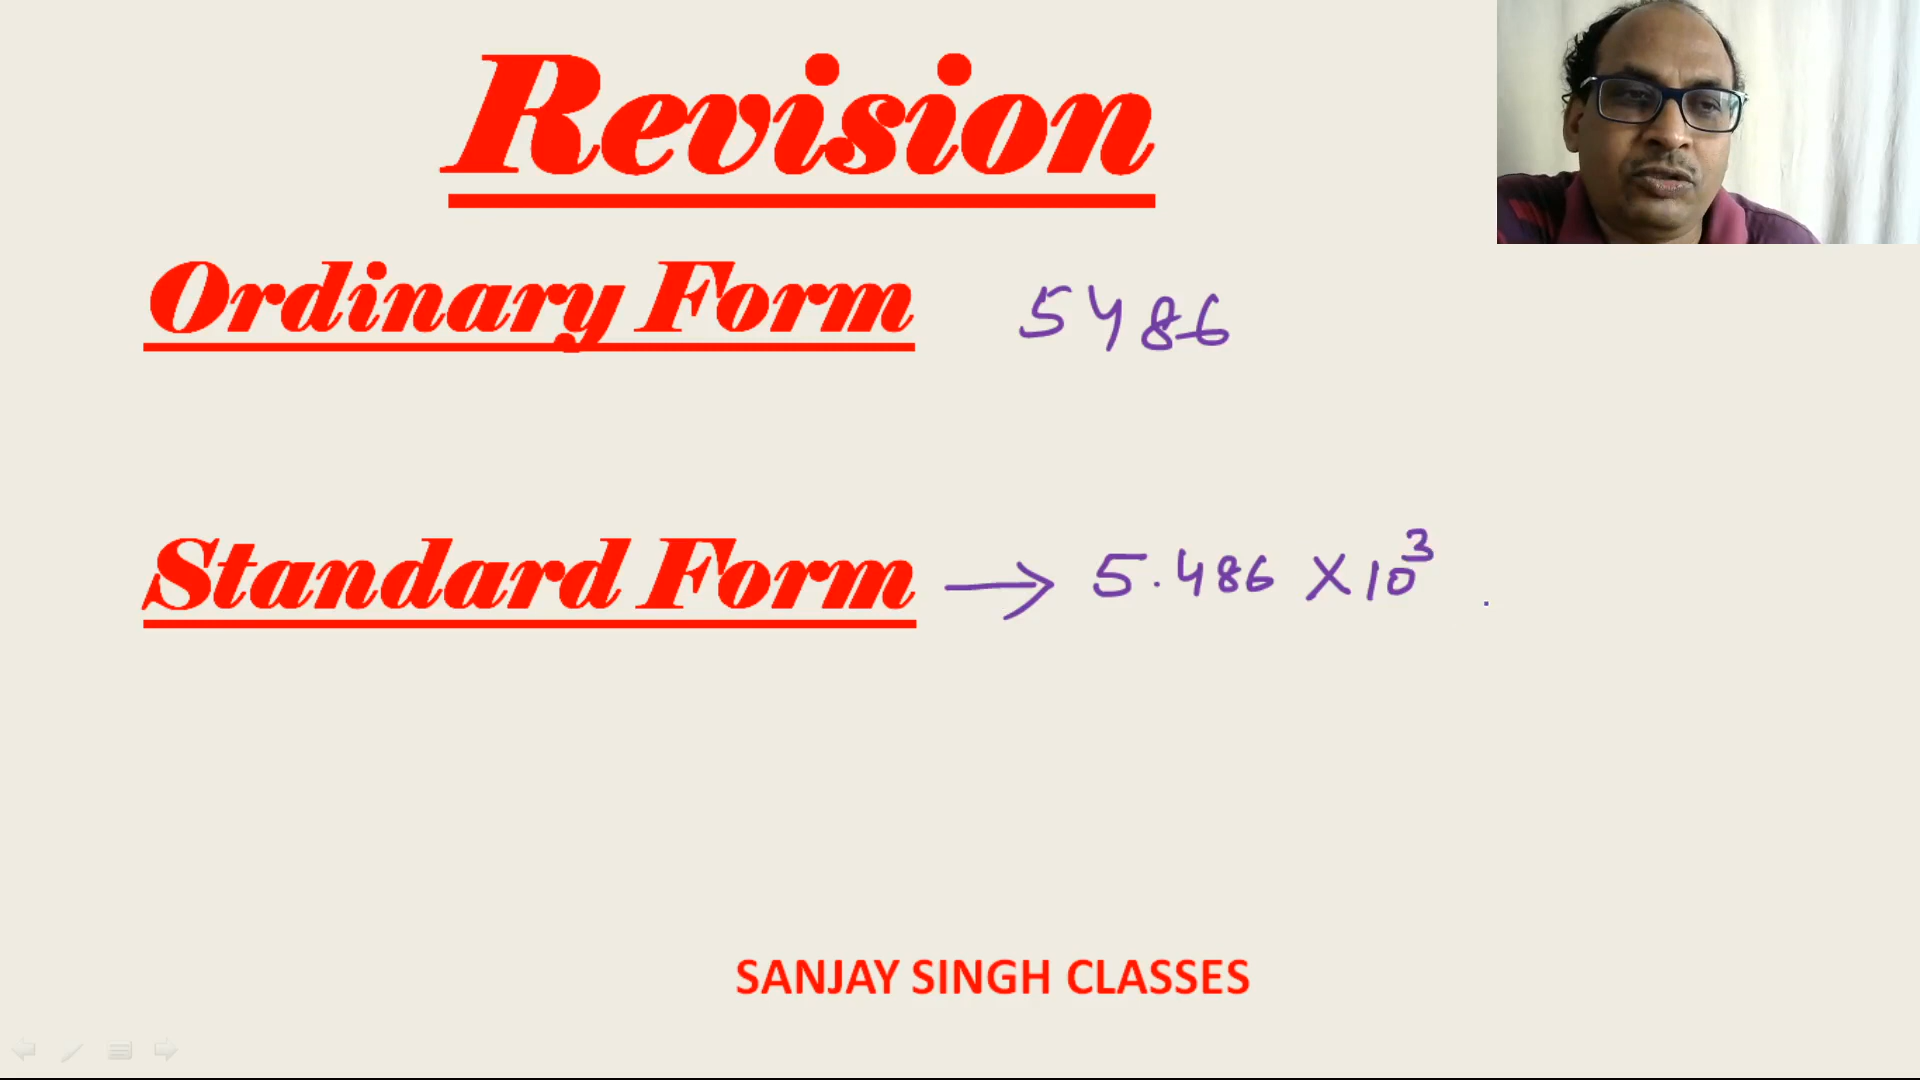 Revision
Ordinary Form 5486
Standard Form → 5.486 × 10³ .
SANJAY SINGH CLASSES